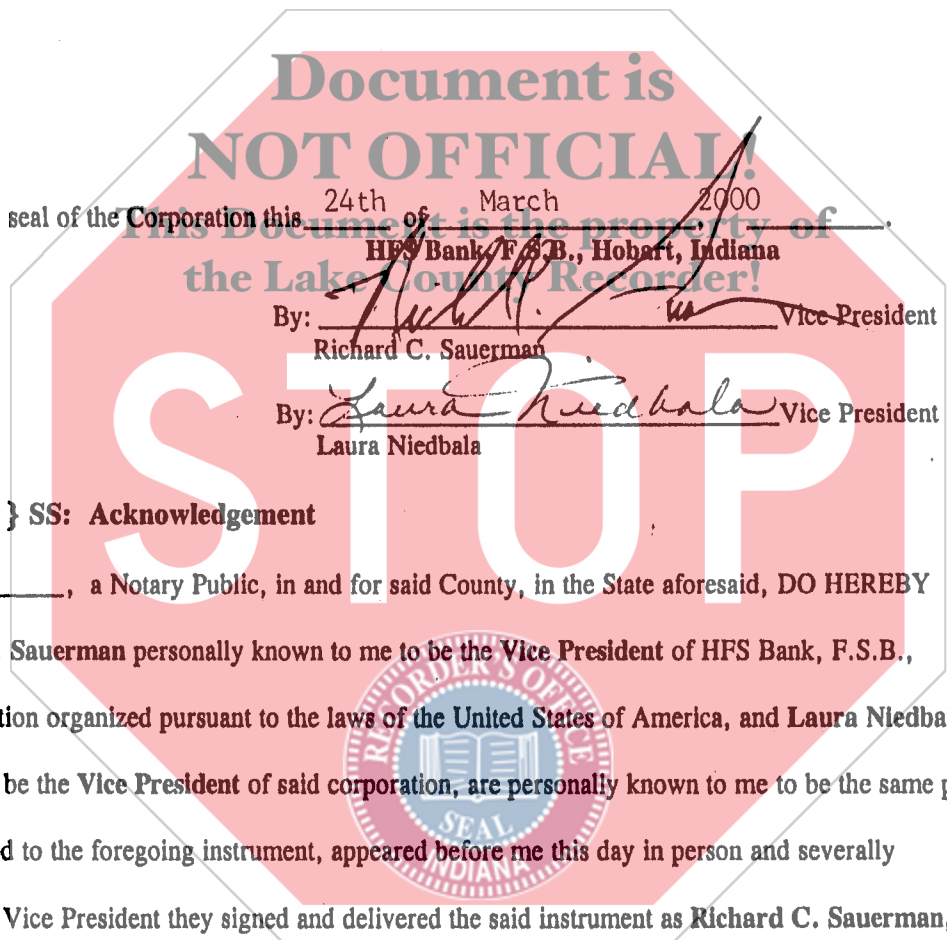 Document is
NOT OFFICIAL!
seal of the Corporation this 24th of March, 2000.
This Document is the property of
HFS Bank, F.S.B., Hobart, Indiana
the Lake County Recorder!
By: Vice President
Richard C. Sauerman
By: Laura Niedbala Vice President
Laura Niedbala
STOP
} SS: Acknowledgement
, a Notary Public, in and for said County, in the State aforesaid, DO HEREBY
Sauerman personally known to me to be the Vice President of HFS Bank, F.S.B.,
tion organized pursuant to the laws of the United States of America, and Laura Niedba
be the Vice President of said corporation, are personally known to me to be the same p
d to the foregoing instrument, appeared before me this day in person and severally
Vice President they signed and delivered the said instrument as Richard C. Sauerman,
RECORDER'S OFFICE
SEAL
INDIANA